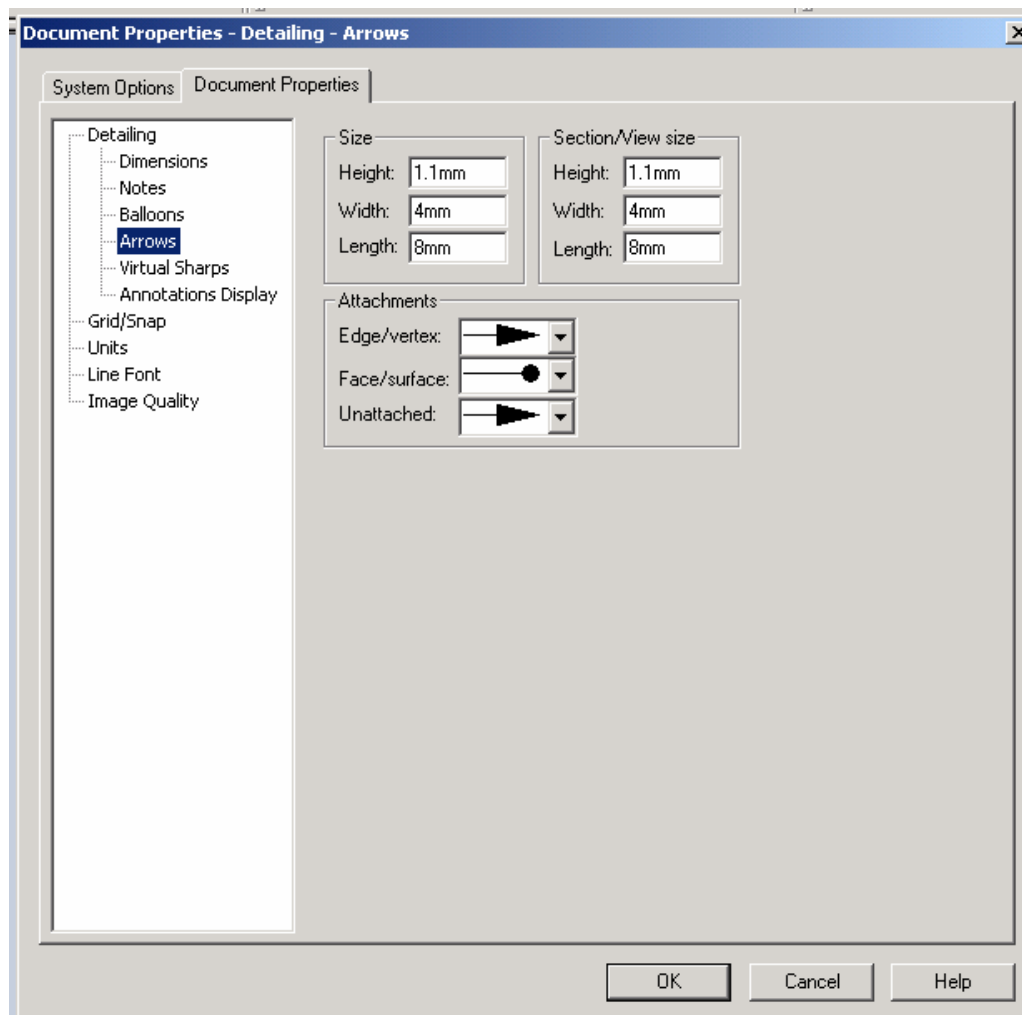 Document Properties - Detailing - Arrows
System Options Document Properties
Detailing
Dimensions
Notes
Balloons
Arrows
Virtual Sharps
Annotations Display
Grid/Snap
Units
Line Font
Image Quality
Size
Height: 1.1mm
Width: 4mm
Length: 8mm
Section/View size
Height: 1.1mm
Width: 4mm
Length: 8mm
Attachments
Edge/vertex:
Face/surface:
Unattached:
OK Cancel Help